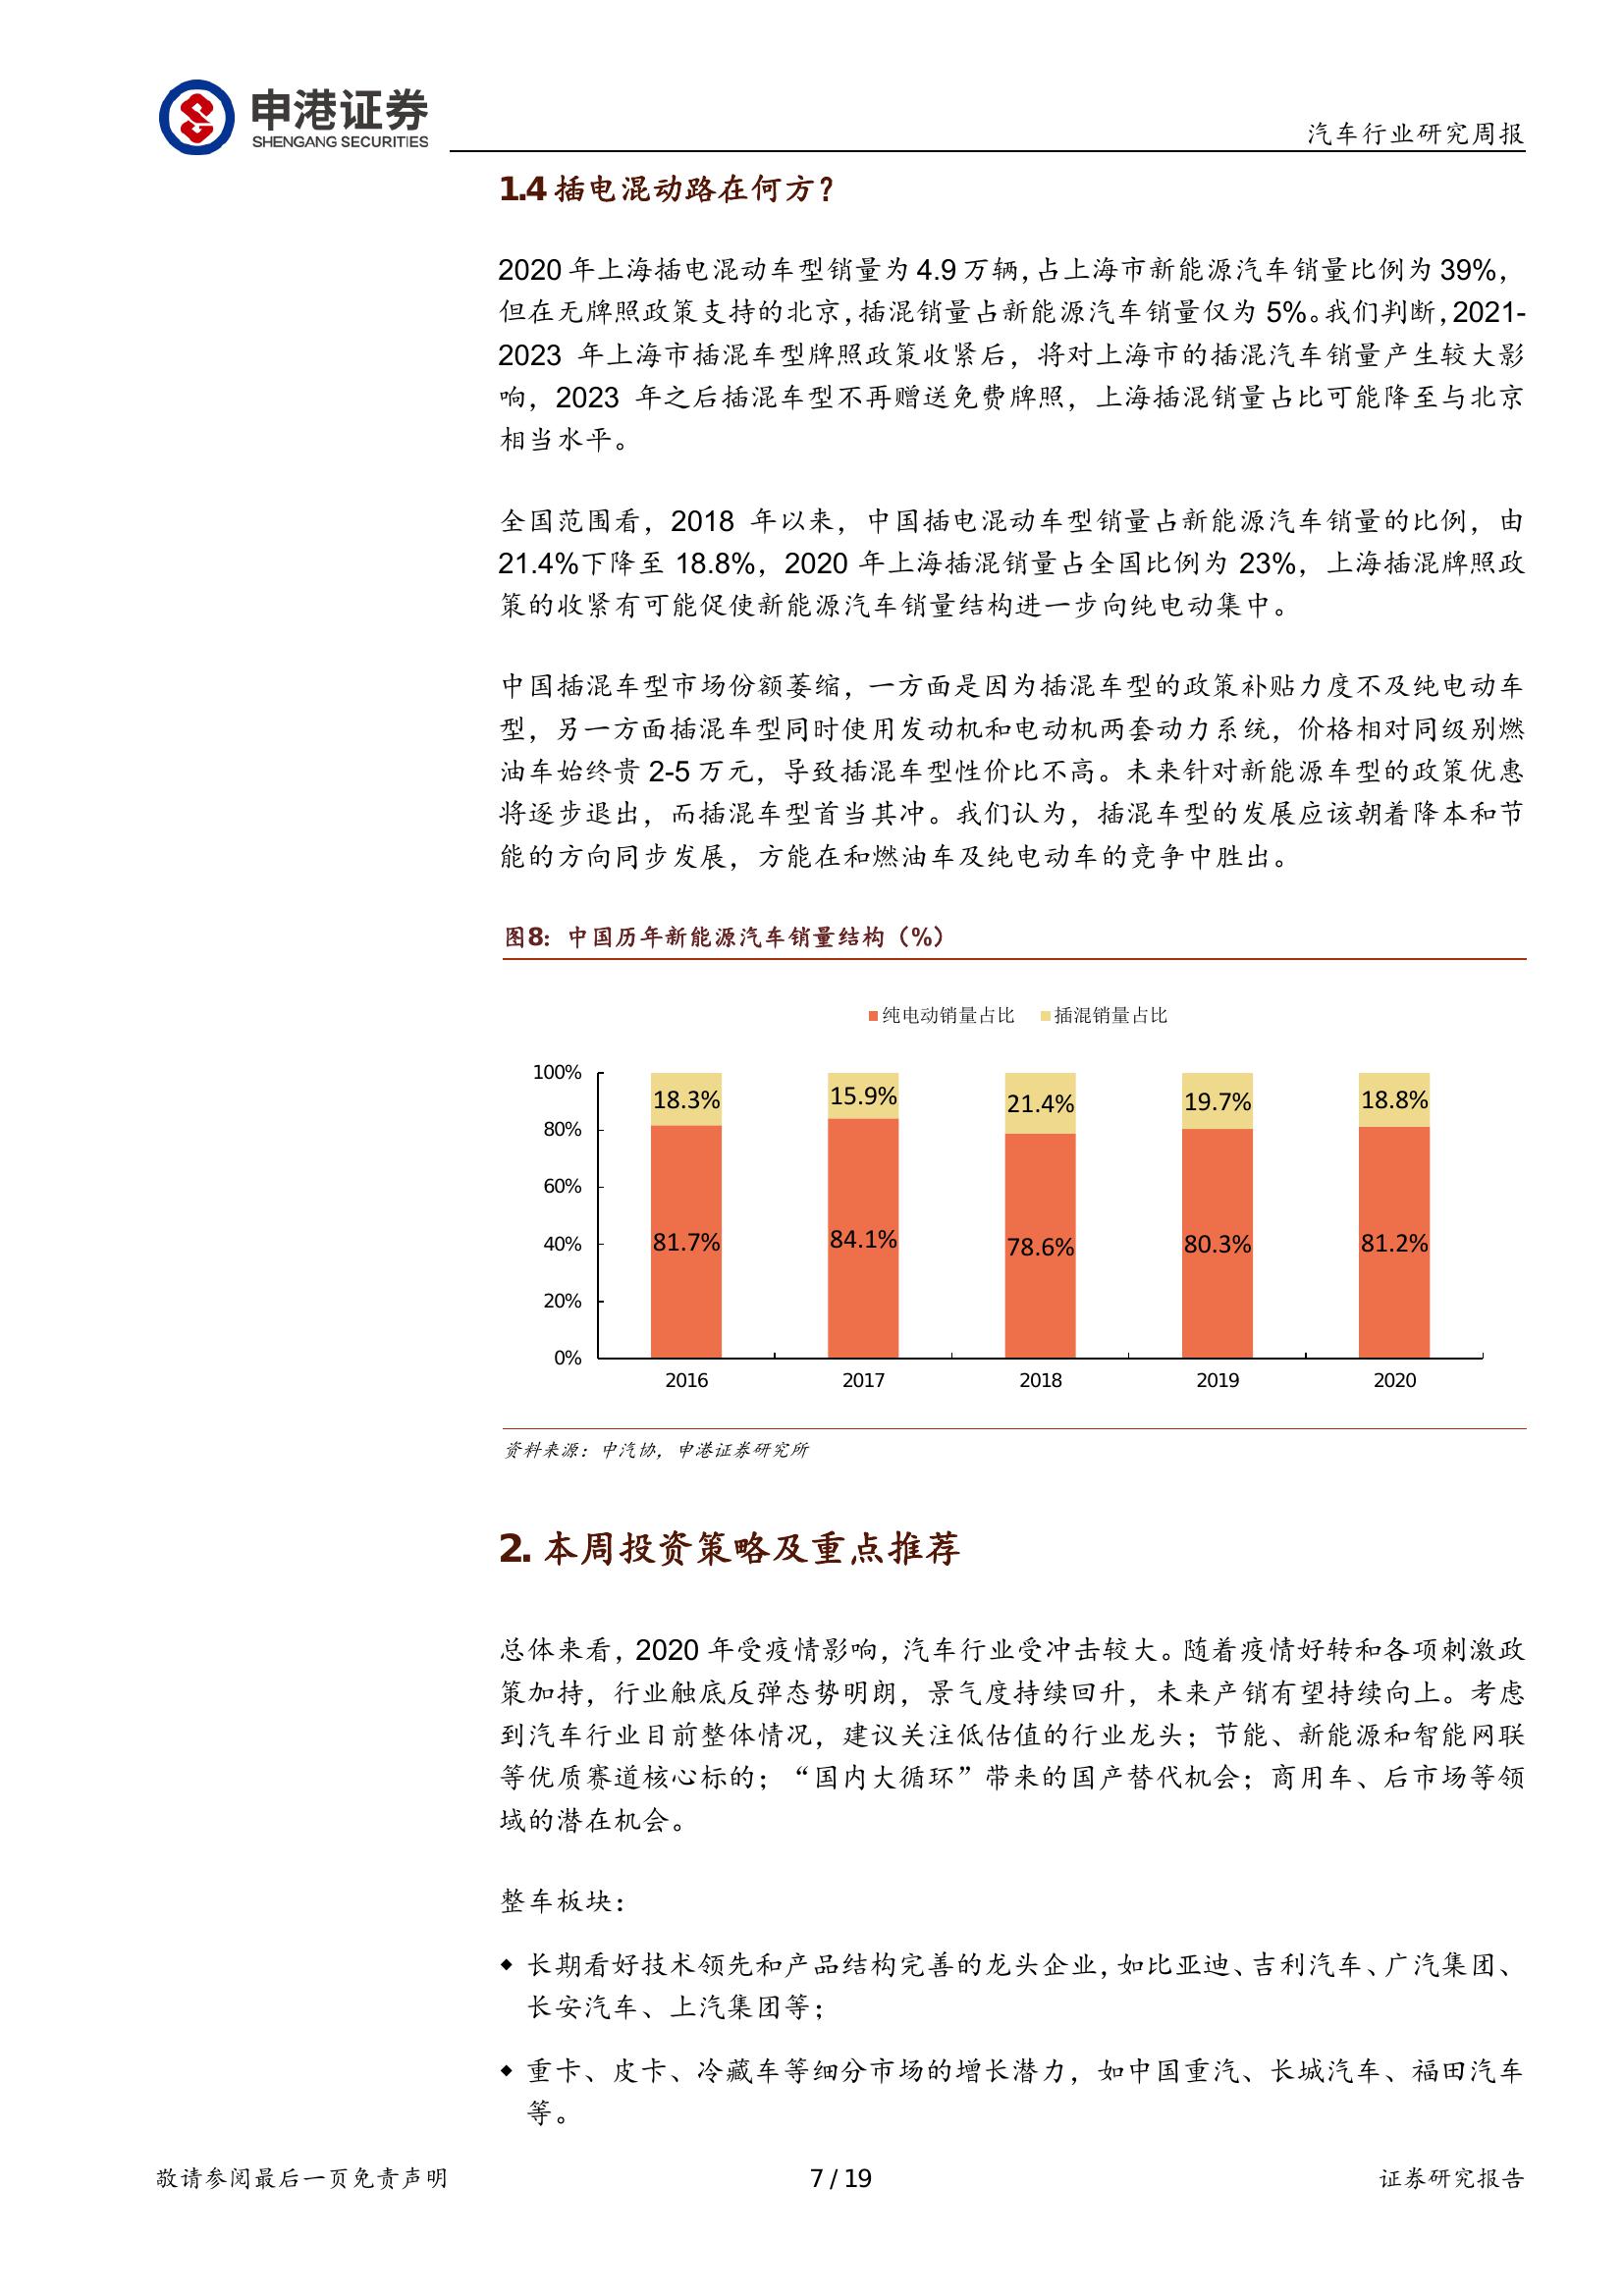 申港证券
SHENGANG SECURITIES
汽车行业研究周报
1.4 插电混动路在何方？
2020 年上海插电混动车型销量为 4.9 万辆，占上海市新能源汽车销量比例为 39%，
但在无牌照政策支持的北京，插混销量占新能源汽车销量仅为 5%。我们判断，2021-
2023 年上海市插混车型牌照政策收紧后，将对上海市的插混汽车销量产生较大影
响，2023 年之后插混车型不再赠送免费牌照，上海插混销量占比可能降至与北京
相当水平。
全国范围看，2018 年以来，中国插电混动车型销量占新能源汽车销量的比例，由
21.4%下降至 18.8%，2020 年上海插混销量占全国比例为 23%，上海插混牌照政
策的收紧有可能促使新能源汽车销量结构进一步向纯电动集中。
中国插混车型市场份额萎缩，一方面是因为插混车型的政策补贴力度不及纯电动车
型，另一方面插混车型同时使用发动机和电动机两套动力系统，价格相对同级别燃
油车始终贵 2-5 万元，导致插混车型性价比不高。未来针对新能源车型的政策优惠
将逐步退出，而插混车型首当其冲。我们认为，插混车型的发展应该朝着降本和节
能的方向同步发展，方能在和燃油车及纯电动车的竞争中胜出。
图8：中国历年新能源汽车销量结构（%）
纯电动销量占比 插混销量占比
100%
80%
60%
40%
20%
0%
18.3% 15.9% 21.4% 19.7% 18.8%
81.7% 84.1% 78.6% 80.3% 81.2%
2016 2017 2018 2019 2020
资料来源：中汽协，申港证券研究所
2. 本周投资策略及重点推荐
总体来看，2020 年受疫情影响，汽车行业受冲击较大。随着疫情好转和各项刺激政
策加持，行业触底反弹态势明朗，景气度持续回升，未来产销有望持续向上。考虑
到汽车行业目前整体情况，建议关注低估值的行业龙头；节能、新能源和智能网联
等优质赛道核心标的；“国内大循环”带来的国产替代机会；商用车、后市场等领
域的潜在机会。
整车板块：
◆ 长期看好技术领先和产品结构完善的龙头企业，如比亚迪、吉利汽车、广汽集团、
长安汽车、上汽集团等；
◆ 重卡、皮卡、冷藏车等细分市场的增长潜力，如中国重汽、长城汽车、福田汽车
等。
敬请参阅最后一页免责声明
7 / 19
证券研究报告